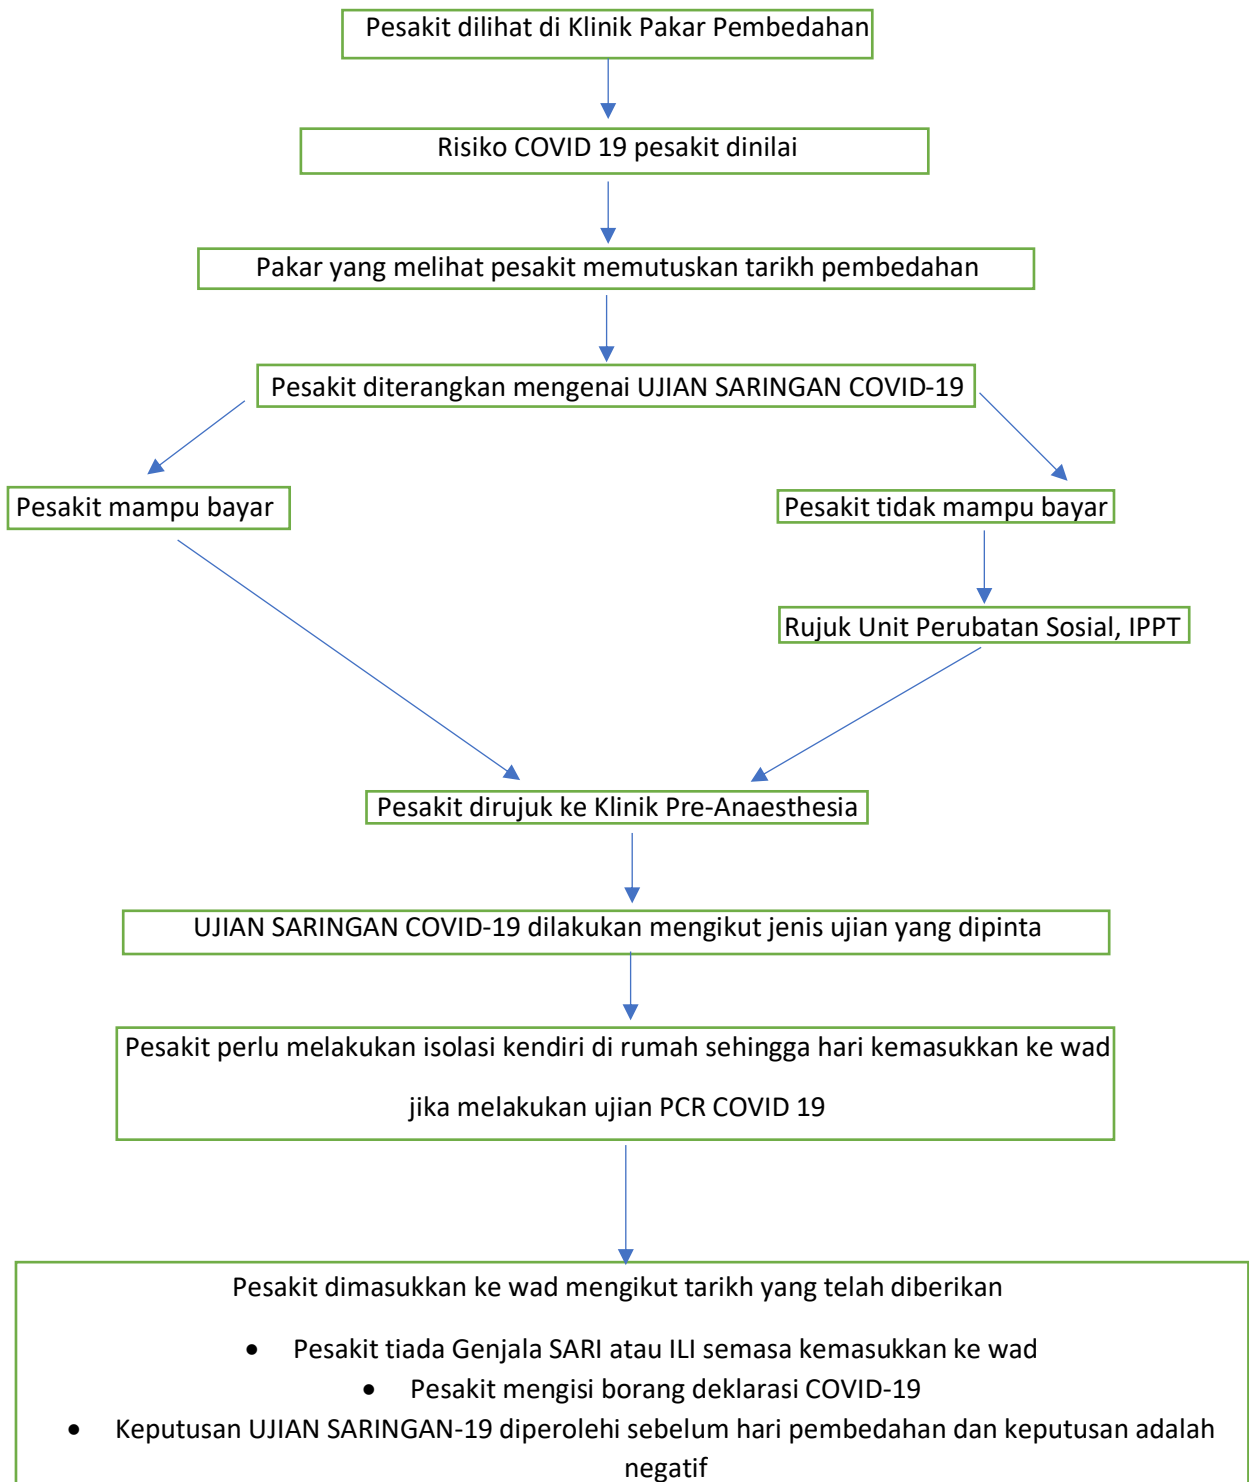 Pesakit dilihat di Klinik Pakar Pembedahan
Risiko COVID 19 pesakit dinilai
Pakar yang melihat pesakit memutuskan tarikh pembedahan
Pesakit diterangkan mengenai UJIAN SARINGAN COVID-19
Pesakit mampu bayar
Pesakit tidak mampu bayar
Rujuk Unit Perubatan Sosial, IPPT
Pesakit dirujuk ke Klinik Pre-Anaesthesia
UJIAN SARINGAN COVID-19 dilakukan mengikut jenis ujian yang dipinta
Pesakit perlu melakukan isolasi kendiri di rumah sehingga hari kemasukkan ke wad
jika melakukan ujian PCR COVID 19
Pesakit dimasukkan ke wad mengikut tarikh yang telah diberikan
• Pesakit tiada Genjala SARI atau ILI semasa kemasukkan ke wad
• Pesakit mengisi borang deklarasi COVID-19
• Keputusan UJIAN SARINGAN-19 diperolehi sebelum hari pembedahan dan keputusan adalah
negatif